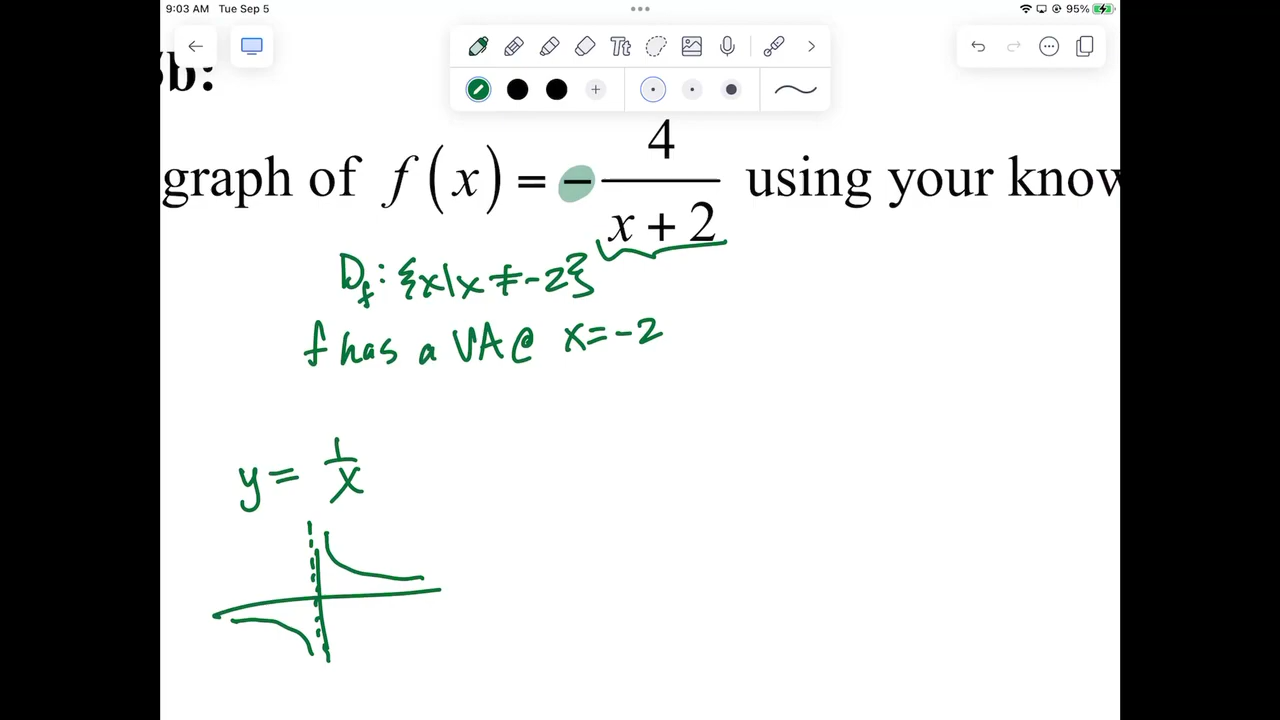 9:03 AM Tue Sep 5
95%
Tt
b:
graph of f(x) = -4/(x + 2) using your know
D_f: {x|x ≠ -2}
f has a VA @ x = -2
y = 1/x